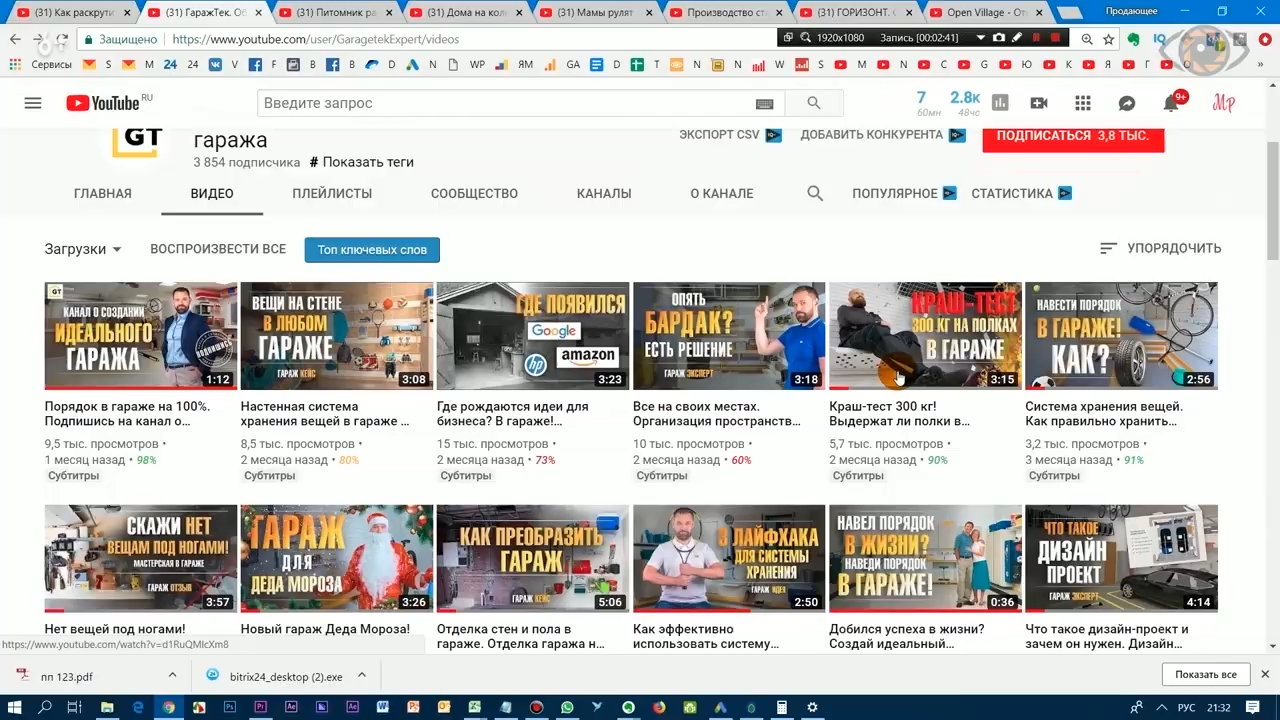 (31) Как раскрути
(31) ГаражТек. Об
(31) Питомник ра
(31) Дома на кол
(31) Мамы рулят
Производство ст
(31) ГОРИЗОНТ. О
Open Village - От
Продающее
Защищено
https://www.youtube.com/user/GaragetekExpert/videos
1920x1080
Запись [00:02:41]
Сервисы
YouTube RU
Введите запрос
7
60мн
2.8к
48чс
9+
Мр
GT
гаража
3 854 подписчика
# Показать теги
ЭКСПОРТ CSV
ДОБАВИТЬ КОНКУРЕНТА
ПОДПИСАТЬСЯ 3,8 ТЫС.
ГЛАВНАЯ
ВИДЕО
ПЛЕЙЛИСТЫ
СООБЩЕСТВО
КАНАЛЫ
О КАНАЛЕ
ПОПУЛЯРНОЕ
СТАТИСТИКА
Загрузки
ВОСПРОИЗВЕСТИ ВСЕ
Топ ключевых слов
УПОРЯДОЧИТЬ
GT
КАНАЛ О СОЗДАНИИ
ИДЕАЛЬНОГО
ГАРАЖА
ПОДПИШИСЬ
1:12
Порядок в гараже на 100%.
Подпишись на канал о…
9,5 тыс. просмотров •
1 месяц назад • 98%
Субтитры
ВЕЩИ НА СТЕНЕ
В ЛЮБОМ
ГАРАЖЕ
ГАРАЖ КЕЙС
3:08
Настенная система
хранения вещей в гараже …
8,5 тыс. просмотров •
2 месяца назад • 80%
Субтитры
ГДЕ ПОЯВИЛСЯ
Google
hp
amazon
3:23
Где рождаются идеи для
бизнеса? В гараже!…
15 тыс. просмотров •
2 месяца назад • 73%
Субтитры
ОПЯТЬ
БАРДАК?
ЕСТЬ РЕШЕНИЕ
ГАРАЖ ЭКСПЕРТ
3:18
Все на своих местах.
Организация пространств…
10 тыс. просмотров •
2 месяца назад • 60%
Субтитры
КРАШ-ТЕСТ
300 КГ НА ПОЛКАХ
В ГАРАЖЕ
3:15
Краш-тест 300 кг!
Выдержат ли полки в…
5,7 тыс. просмотров •
2 месяца назад • 90%
Субтитры
НАВЕСТИ ПОРЯДОК
В ГАРАЖЕ!
КАК?
2:56
Система хранения вещей.
Как правильно хранить…
3,2 тыс. просмотров •
3 месяца назад • 91%
Субтитры
СКАЖИ НЕТ
ВЕЩАМ ПОД НОГАМИ!
МАСТЕРСКАЯ В ГАРАЖЕ
ГАРАЖ ОТЗЫВ
3:57
Нет вещей под ногами!
ГАРАЖ
ДЛЯ
ДЕДА МОРОЗА
3:26
Новый гараж Деда Мороза!
КАК ПРЕОБРАЗИТЬ
ГАРАЖ
ГАРАЖ КЕЙС
5:06
Отделка стен и пола в
гараже. Отделка гаража н…
3 ЛАЙФХАКА
ДЛЯ СИСТЕМЫ
ХРАНЕНИЯ
ГАРАЖ ИДЕЯ
2:50
Как эффективно
использовать систему…
НАВЕЛ ПОРЯДОК
В ЖИЗНИ?
НАВЕДИ ПОРЯДОК
В ГАРАЖЕ!
0:36
Добился успеха в жизни?
Создай идеальный…
ЧТО ТАКОЕ
ДИЗАЙН
ПРОЕКТ
ГАРАЖ ЭКСПЕРТ
4:14
Что такое дизайн-проект и
зачем он нужен. Дизайн…
https://www.youtube.com/watch?v=d1RuQMIcXm8
пп 123.pdf
bitrix24_desktop (2).exe
Показать все
РУС
21:32